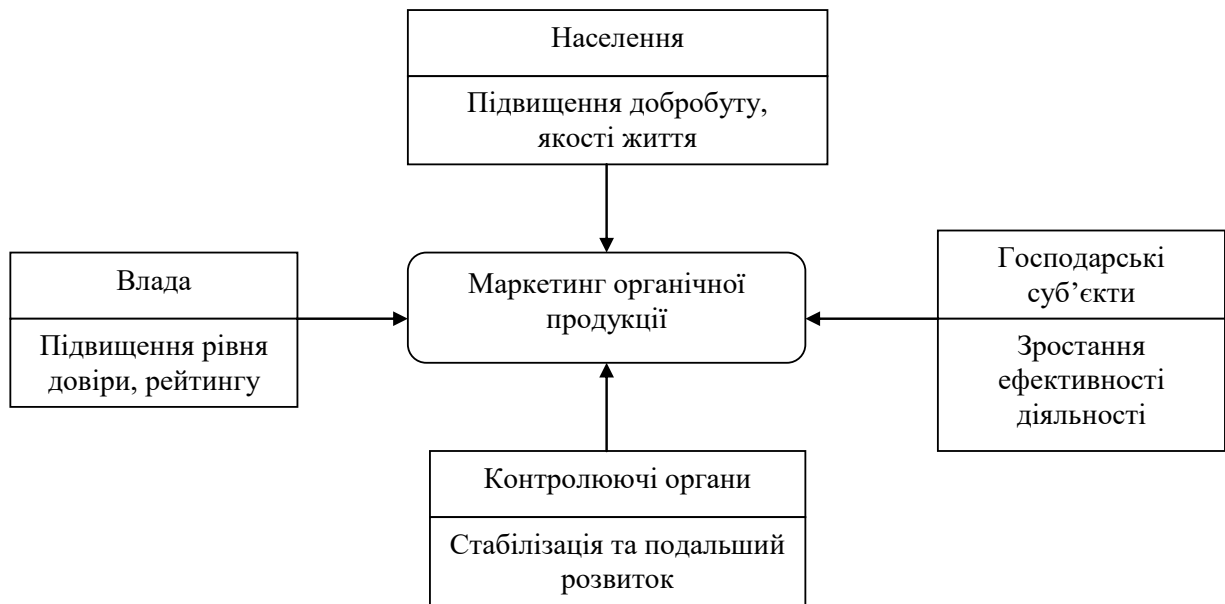 Населення
Підвищення добробуту,
якості життя
Влада
Підвищення рівня
довіри, рейтингу
Маркетинг органічної
продукції
Господарські
суб’єкти
Зростання
ефективності
діяльності
Контролюючі органи
Стабілізація та подальший
розвиток